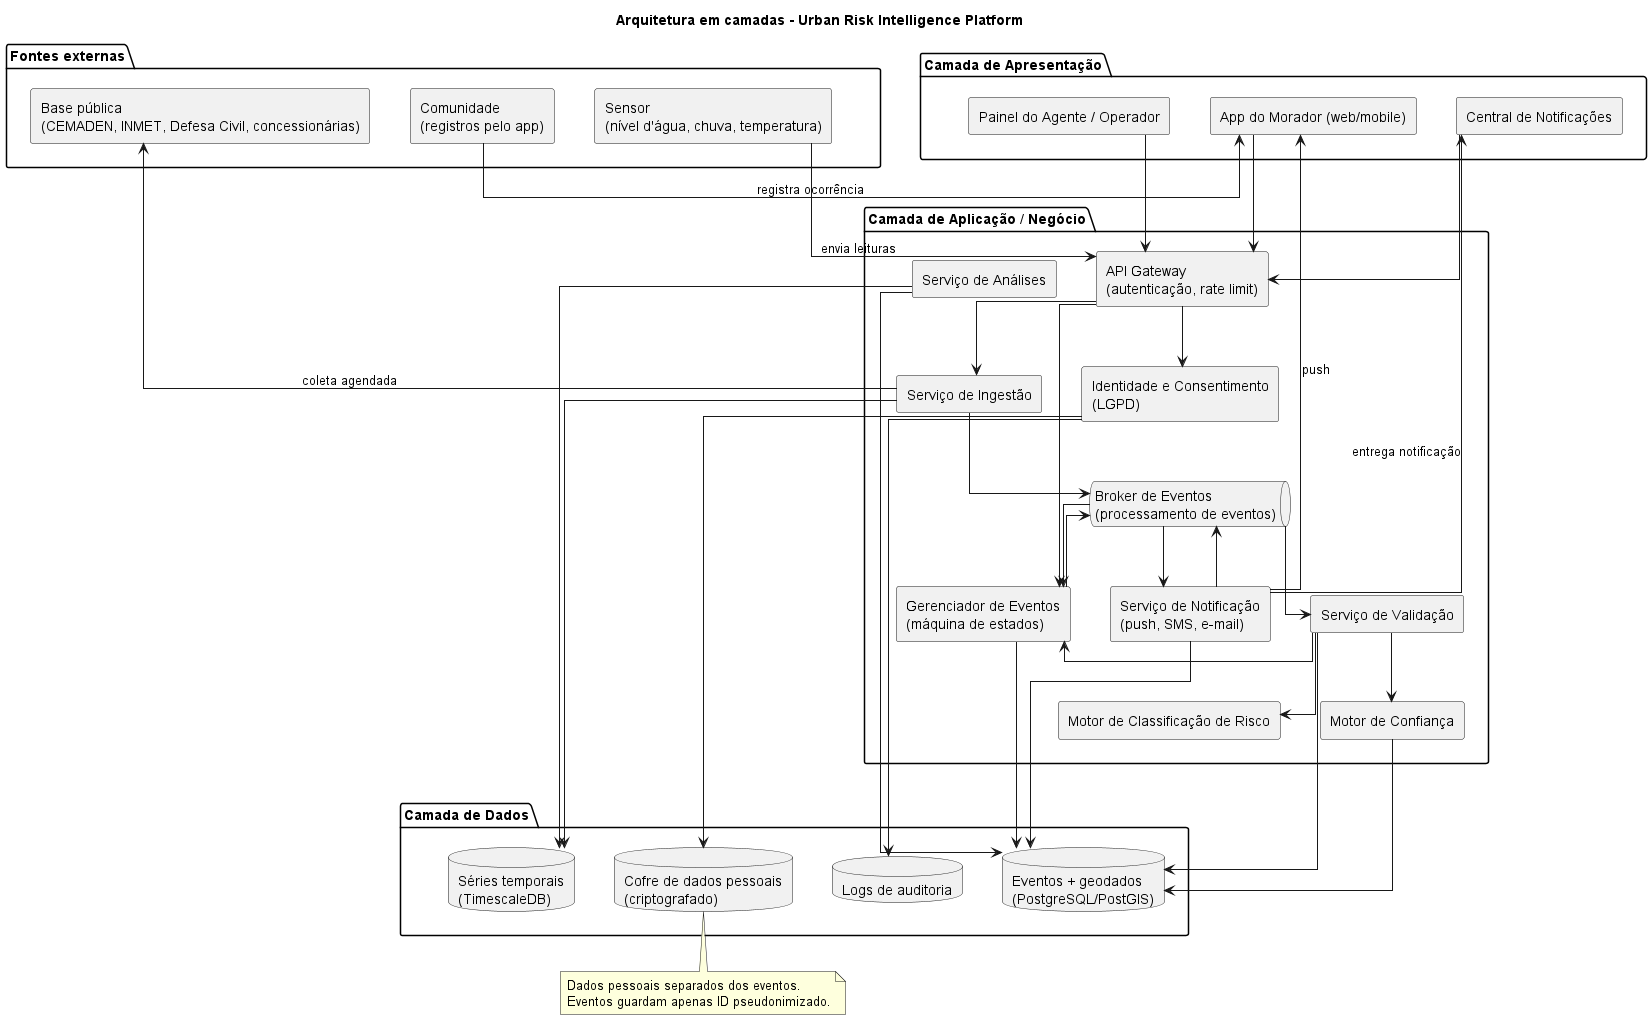 Arquitetura em camadas - Urban Risk Intelligence Platform
Fontes externas
Base pública
(CEMADEN, INMET, Defesa Civil, concessionárias)
Comunidade
(registros pelo app)
Sensor
(nível d'água, chuva, temperatura)
Camada de Apresentação
Painel do Agente / Operador
App do Morador (web/mobile)
Central de Notificações
registra ocorrência
Camada de Aplicação / Negócio
envia leituras
API Gateway
(autenticação, rate limit)
Serviço de Análises
push
coleta agendada
Serviço de Ingestão
Identidade e Consentimento
(LGPD)
entrega notificação
Broker de Eventos
(processamento de eventos)
Gerenciador de Eventos
(máquina de estados)
Serviço de Notificação
(push, SMS, e-mail)
Serviço de Validação
Motor de Classificação de Risco
Motor de Confiança
Camada de Dados
Séries temporais
(TimescaleDB)
Cofre de dados pessoais
(criptografado)
Logs de auditoria
Eventos + geodados
(PostgreSQL/PostGIS)
Dados pessoais separados dos eventos.
Eventos guardam apenas ID pseudonimizado.